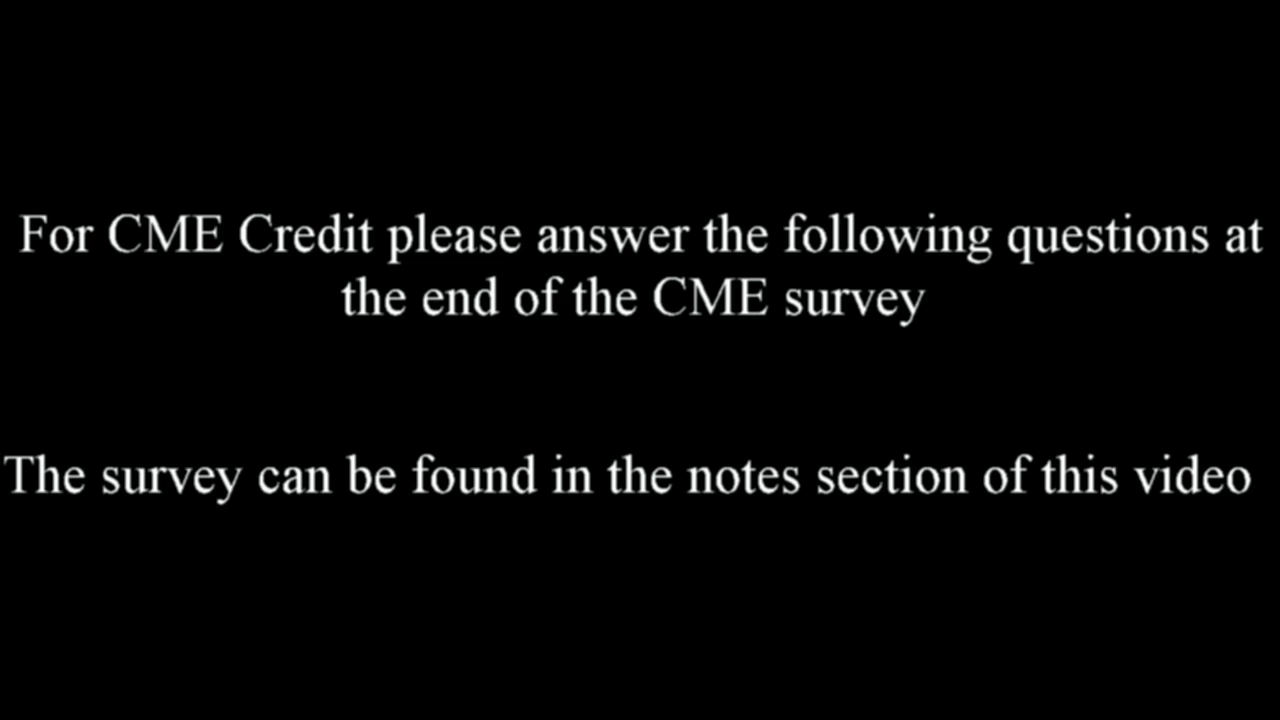 For CME Credit please answer the following questions at
the end of the CME survey
The survey can be found in the notes section of this video